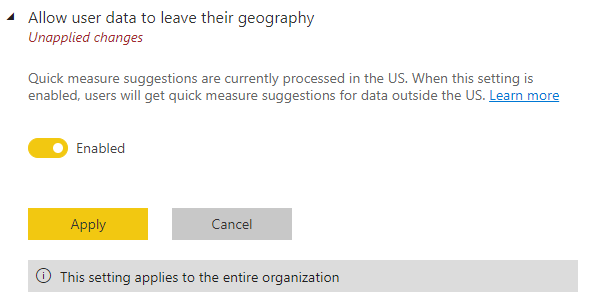 Allow user data to leave their geography
Unapplied changes
Quick measure suggestions are currently processed in the US. When this setting is
enabled, users will get quick measure suggestions for data outside the US. Learn more
Enabled
Apply
Cancel
This setting applies to the entire organization